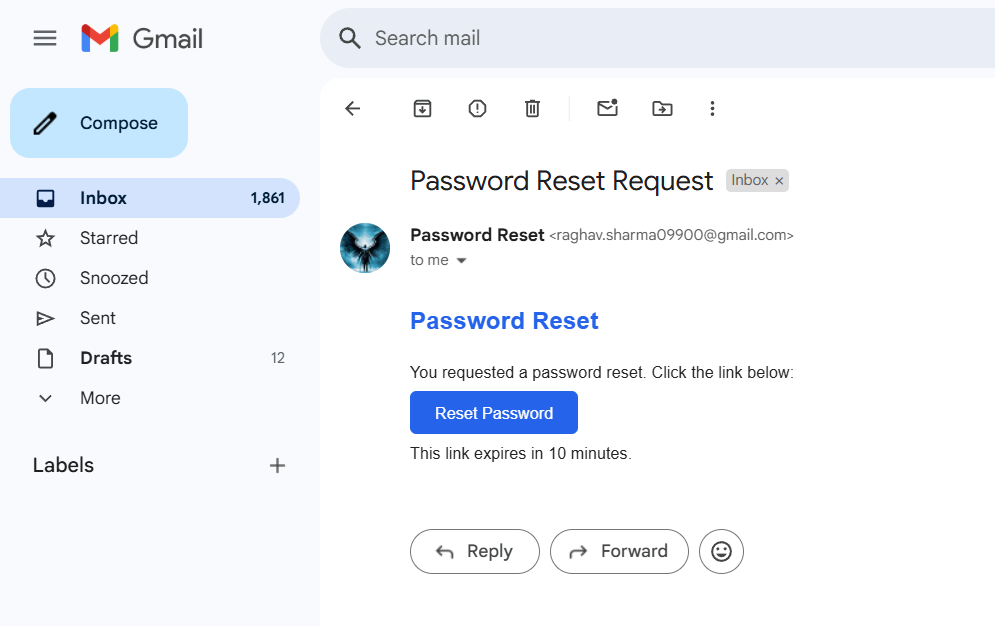 Gmail
Search mail
Compose
Inbox 1,861
Starred
Snoozed
Sent
Drafts 12
More
Labels
Password Reset Request Inbox ×
Password Reset <raghav.sharma09900@gmail.com>
to me
Password Reset
You requested a password reset. Click the link below:
Reset Password
This link expires in 10 minutes.
Reply Forward